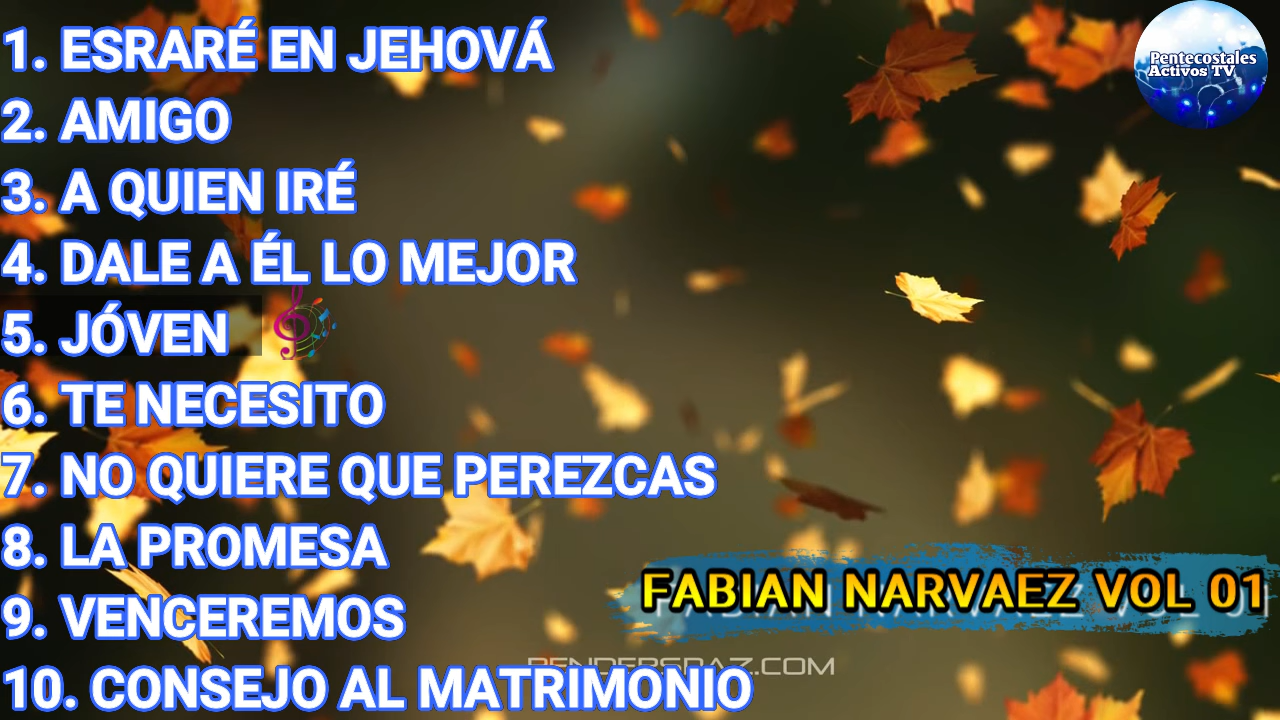 1. ESRARÉ EN JEHOVÁ
2. AMIGO
3. A QUIEN IRÉ
4. DALE A ÉL LO MEJOR
5. JÓVEN
6. TE NECESITO
7. NO QUIERE QUE PEREZCAS
8. LA PROMESA
9. VENCEREMOS
10. CONSEJO AL MATRIMONIO
Pentecostales
Activos TV
FABIAN NARVAEZ VOL 01